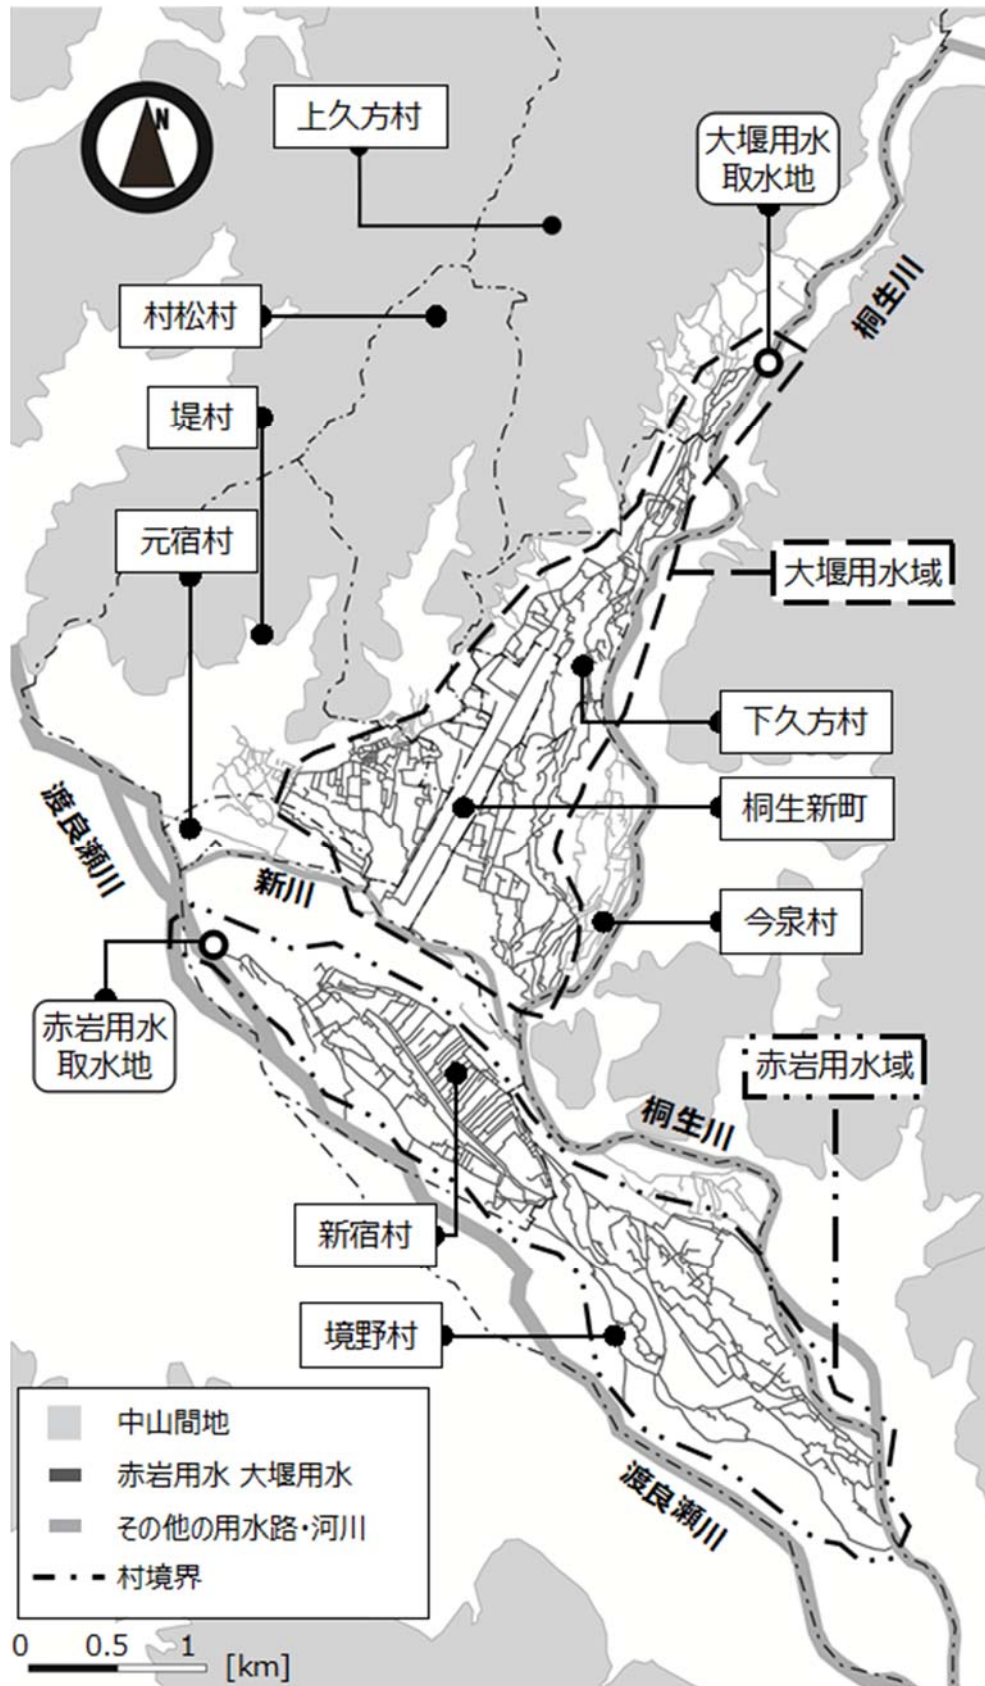 N
上久方村
大堰用水
取水地
桐生川
村松村
堤村
元宿村
大堰用水域
下久方村
渡良瀬川
桐生新町
新川
今泉村
赤岩用水
取水地
赤岩用水域
桐生川
新宿村
境野村
中山間地
赤岩用水 大堰用水
その他の用水路・河川
村境界
渡良瀬川
0 0.5 1
[km]